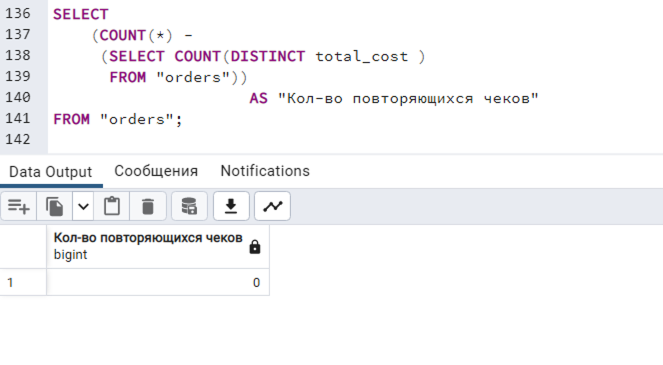 136 SELECT
137 (COUNT(*) -
138 (SELECT COUNT(DISTINCT total_cost )
139 FROM "orders"))
140 AS "Кол-во повторяющихся чеков"
141 FROM "orders";
142
Data Output Сообщения Notifications
Кол-во повторяющихся чеков
bigint
1 0